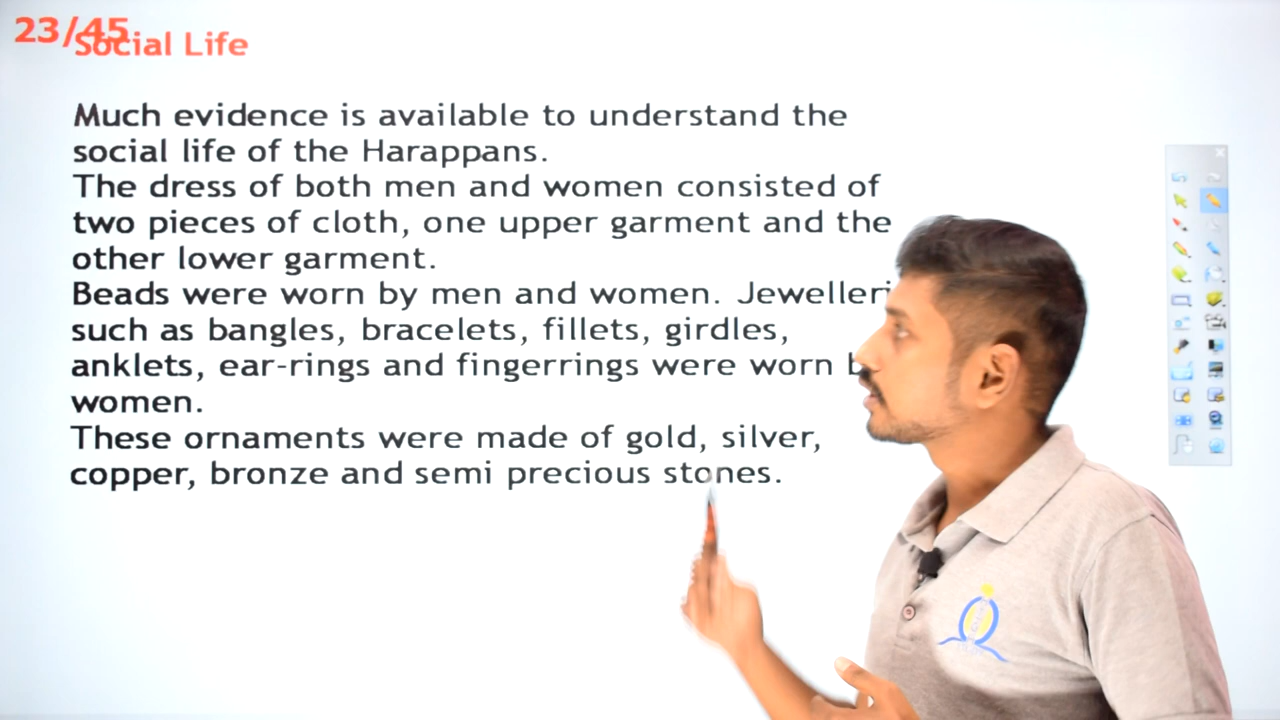 23/45
Social Life
Much evidence is available to understand the
social life of the Harappans.
The dress of both men and women consisted of
two pieces of cloth, one upper garment and the
other lower garment.
Beads were worn by men and women. Jewelleri
such as bangles, bracelets, fillets, girdles,
anklets, ear-rings and fingerrings were worn
women.
These ornaments were made of gold, silver,
copper, bronze and semi precious stones.